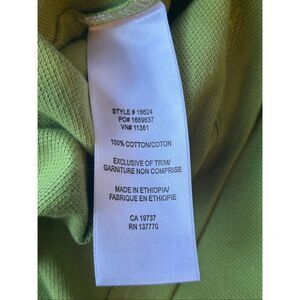 STYLE # 16624
PO# 1669637
VN# 11361
100% COTTON/COTON
EXCLUSIVE OF TRIM/
GARNITURE NON COMPRISE
MADE IN ETHIOPIA/
FABRIQUE EN ETHIOPIE
CA 19737
RN 137770